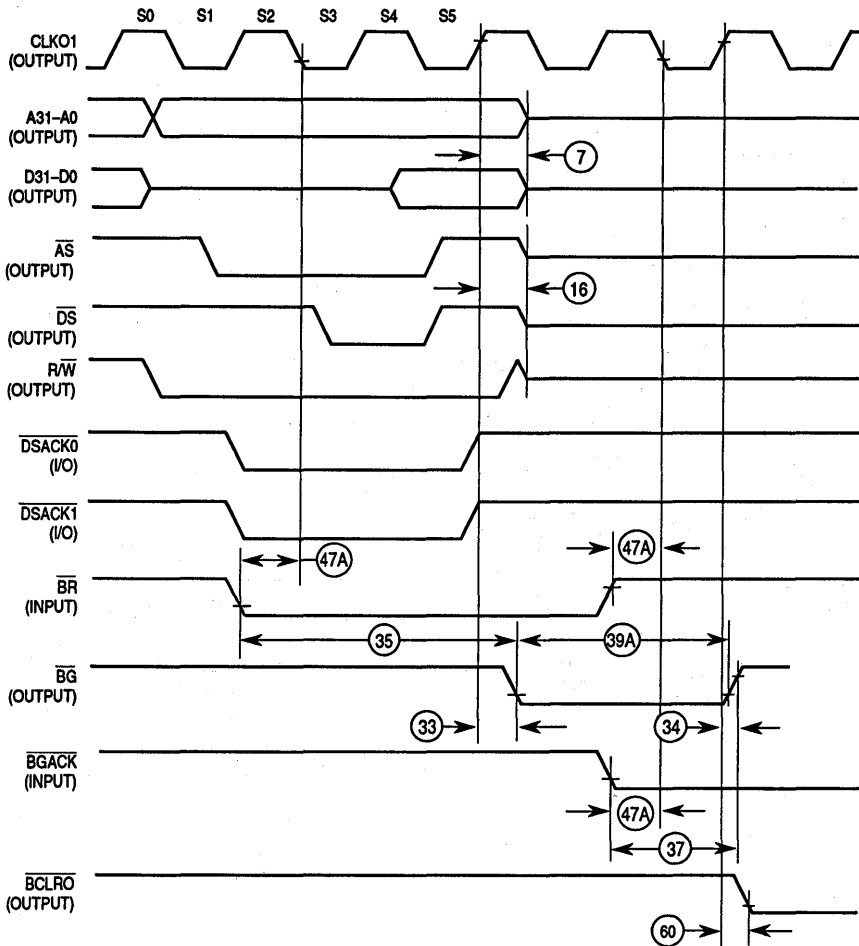 S0 S1 S2 S3 S4 S5
CLKO1
(OUTPUT)
A31–A0
(OUTPUT)
7
D31–D0
(OUTPUT)
AS
(OUTPUT)
16
DS
(OUTPUT)
R/W
(OUTPUT)
DSACK0
(I/O)
DSACK1
(I/O)
47A 47A
BR
(INPUT)
35 39A
BG
(OUTPUT)
33 34
BGACK
(INPUT)
47A
37
BCLRO
(OUTPUT)
60